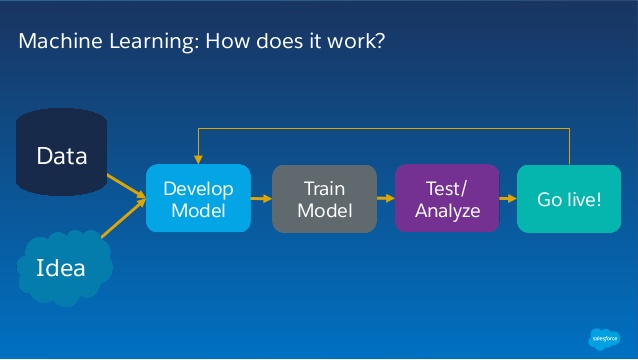 Machine Learning: How does it work?
Data
Idea
Develop
Model
Train
Model
Test/
Analyze
Go live!
salesforce